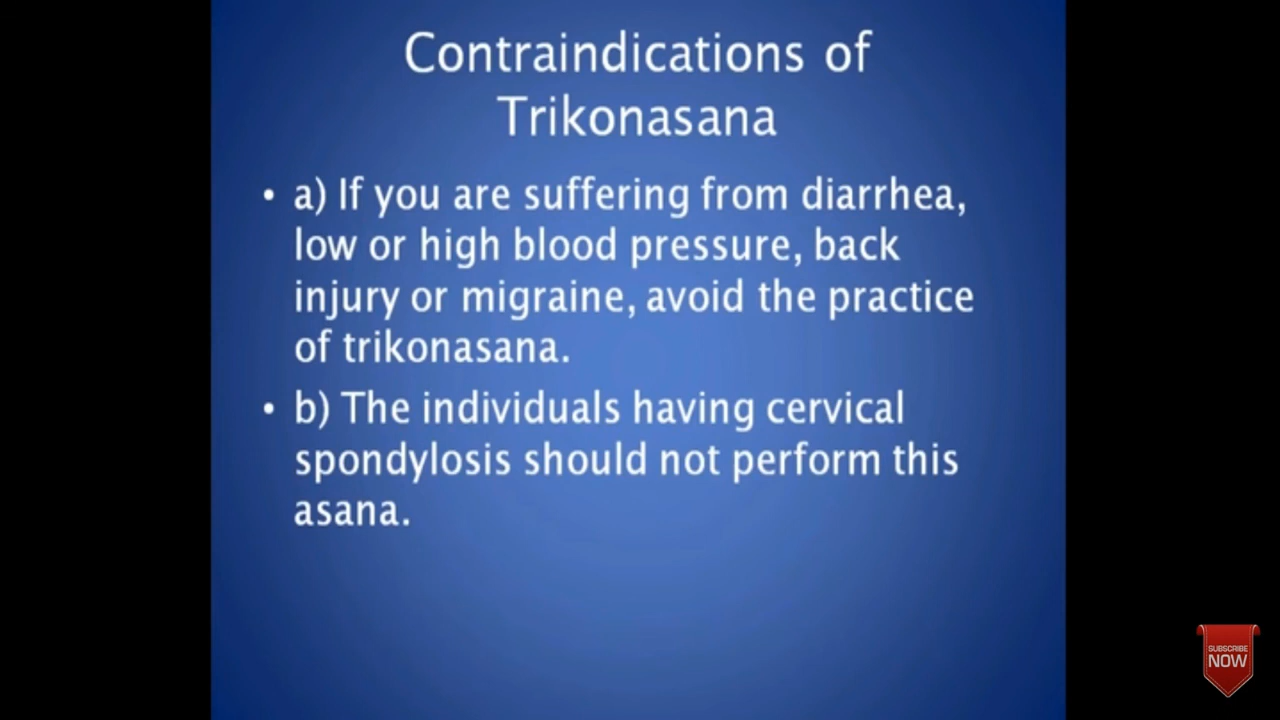 Contraindications of
Trikonasana
• a) If you are suffering from diarrhea,
low or high blood pressure, back
injury or migraine, avoid the practice
of trikonasana.
• b) The individuals having cervical
spondylosis should not perform this
asana.
SUBSCRIBE
NOW